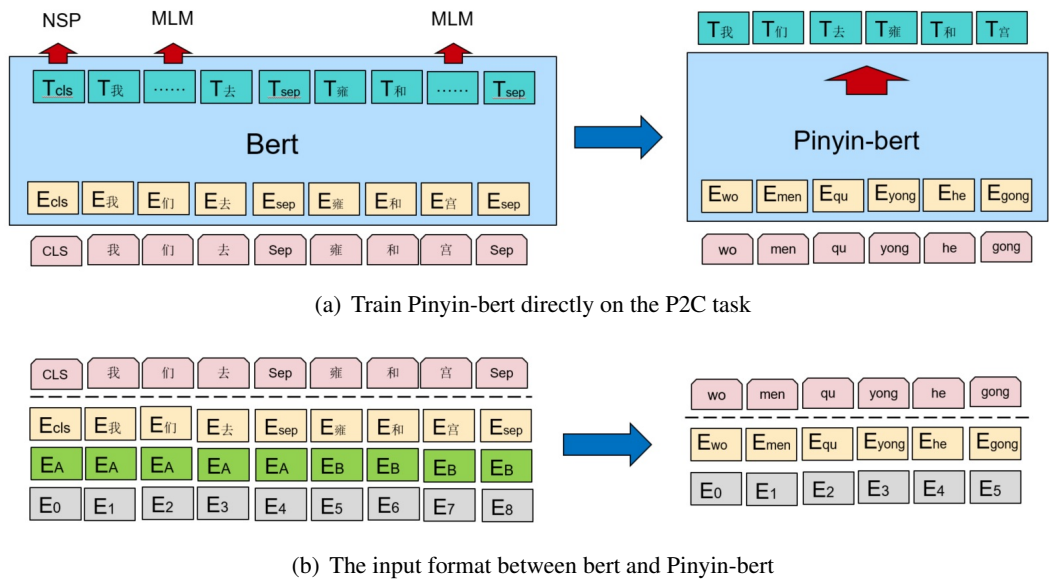 NSP MLM MLM
Tcls T我 …… T去 Tsep T雍 T和 …… Tsep
Bert
Ecls E我 E们 E去 Esep E雍 E和 E宫 Esep
CLS 我 们 去 Sep 雍 和 宫 Sep
T我 T们 T去 T雍 T和 T宫
Pinyin-bert
Ewo Emen Equ Eyong Ehe Egong
wo men qu yong he gong
(a) Train Pinyin-bert directly on the P2C task
CLS 我 们 去 Sep 雍 和 宫 Sep
Ecls E我 E们 E去 Esep E雍 E和 E宫 Esep
EA EA EA EA EA EB EB EB EB
E0 E1 E2 E3 E4 E5 E6 E7 E8
wo men qu yong he gong
Ewo Emen Equ Eyong Ehe Egong
E0 E1 E2 E3 E4 E5
(b) The input format between bert and Pinyin-bert